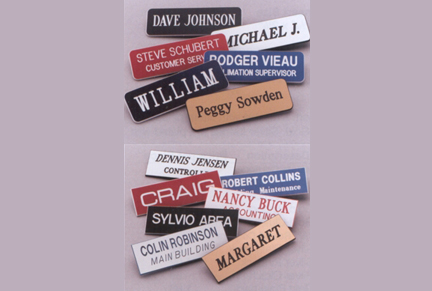 DAVE JOHNSON
MICHAEL J.
STEVE SCHUBERT
CUSTOMER SERV
RODGER VIEAU
LIMATION SUPERVISOR
WILLIAM
Peggy Sowden
DENNIS JENSEN
CONTROLL
ROBERT COLLINS
Maintenance
CRAIG
NANCY BUCK
ACCOUNTING
SYLVIO ABEA
COLIN ROBINSON
MAIN BUILDING
MARGARET